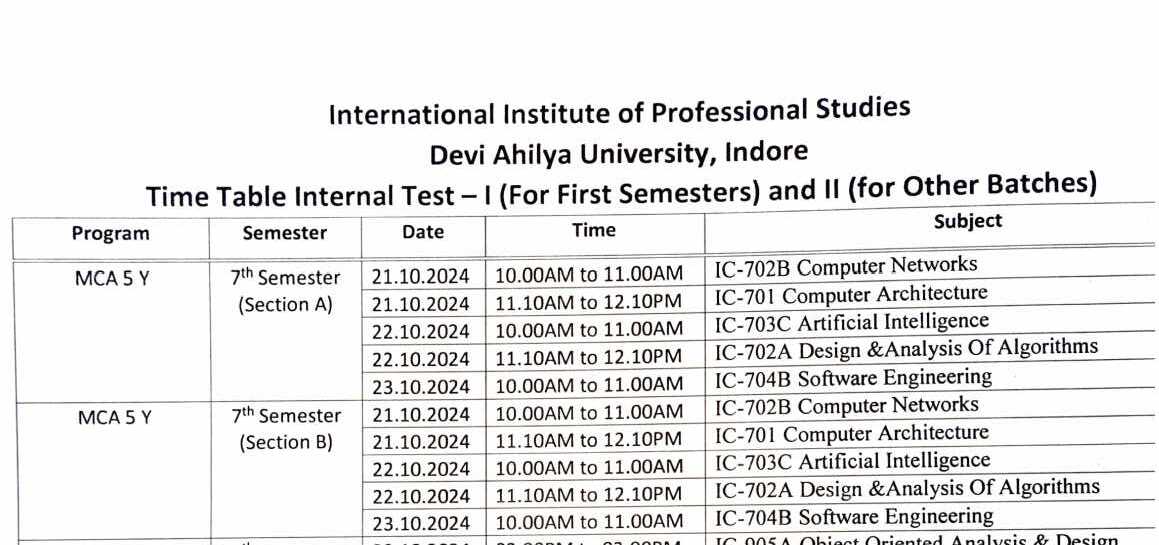 International Institute of Professional Studies
Devi Ahilya University, Indore
Time Table Internal Test – I (For First Semesters) and II (for Other Batches)
Program Semester Date Time Subject
MCA 5 Y 7th Semester 21.10.2024 10.00AM to 11.00AM IC-702B Computer Networks
(Section A) 21.10.2024 11.10AM to 12.10PM IC-701 Computer Architecture
22.10.2024 10.00AM to 11.00AM IC-703C Artificial Intelligence
22.10.2024 11.10AM to 12.10PM IC-702A Design &Analysis Of Algorithms
23.10.2024 10.00AM to 11.00AM IC-704B Software Engineering
MCA 5 Y 7th Semester 21.10.2024 10.00AM to 11.00AM IC-702B Computer Networks
(Section B) 21.10.2024 11.10AM to 12.10PM IC-701 Computer Architecture
22.10.2024 10.00AM to 11.00AM IC-703C Artificial Intelligence
22.10.2024 11.10AM to 12.10PM IC-702A Design &Analysis Of Algorithms
23.10.2024 10.00AM to 11.00AM IC-704B Software Engineering
IC-905A Object Oriented Analysis & Design